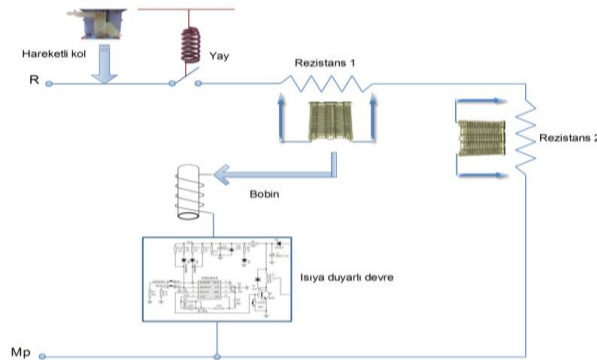 Hareketli kol
Yay
R
Rezistans 1
Rezistans 2
Bobin
Isıya duyarlı devre
Mp